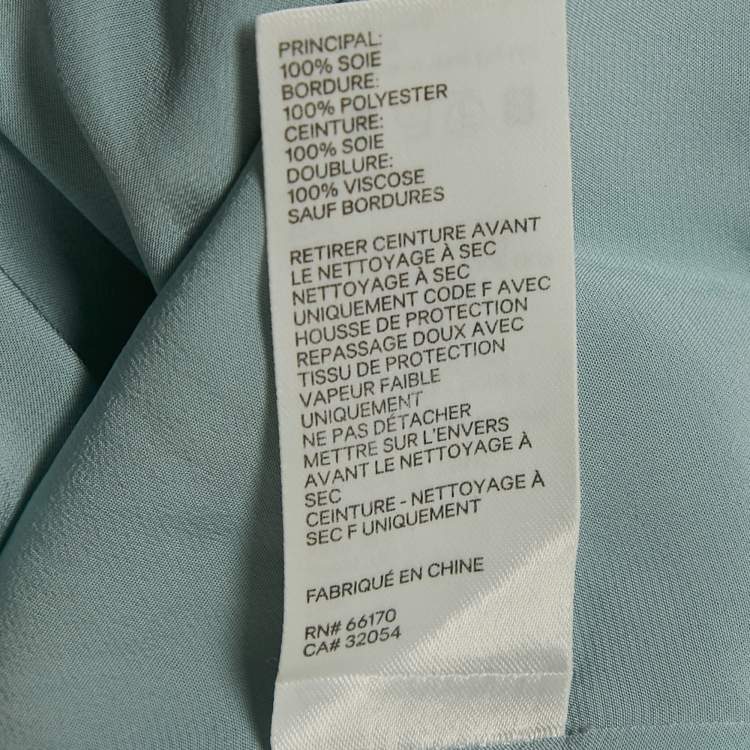 PRINCIPAL:
100% SOIE
BORDURE:
100% POLYESTER
CEINTURE:
100% SOIE
DOUBLURE:
100% VISCOSE
SAUF BORDURES
RETIRER CEINTURE AVANT
LE NETTOYAGE À SEC
NETTOYAGE À SEC
UNIQUEMENT CODE F AVEC
HOUSSE DE PROTECTION
REPASSAGE DOUX AVEC
TISSU DE PROTECTION
VAPEUR FAIBLE
UNIQUEMENT
NE PAS DÉTACHER
METTRE SUR L'ENVERS
AVANT LE NETTOYAGE À
SEC
CEINTURE - NETTOYAGE À
SEC F UNIQUEMENT
FABRIQUÉ EN CHINE
RN# 66170
CA# 32054